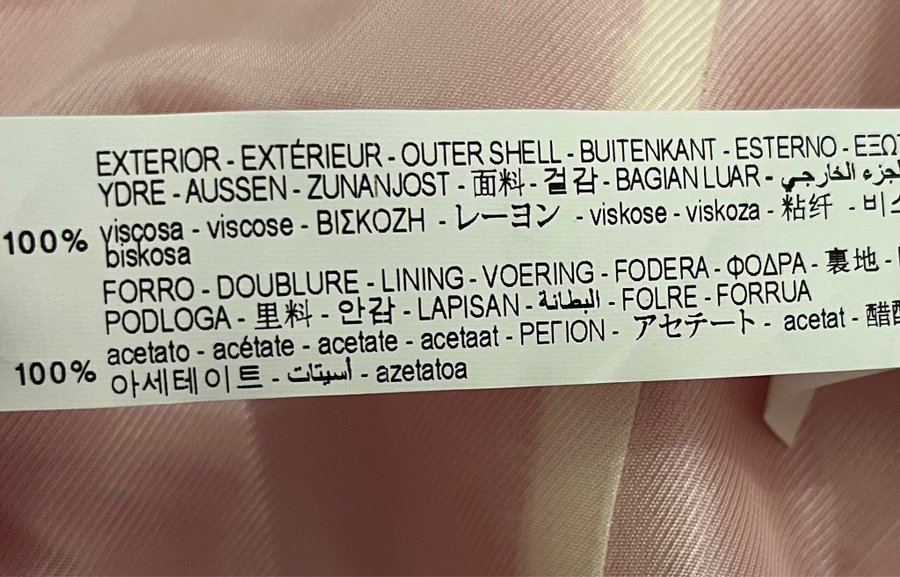 EXTERIOR - EXTÉRIEUR - OUTER SHELL - BUITENKANT - ESTERNO -
YDRE - AUSSEN - ZUNANJOST - 面料 - 겉감 - BAGIAN LUAR - الجزء الخارجي
100% viscosa - viscose - ΒΙΣΚΟΖΗ - レーヨン - viskose - viskoza - 粘纤 -
biskosa
FORRO - DOUBLURE - LINING - VOERING - FODERA - ΦΟΔΡΑ - 裏地 -
PODLOGA - 里料 - 안감 - LAPISAN - البطانة - FOLRE - FORRUA
100% acetato - acétate - acetate - acetaat - ΡΕΓΙΟΝ - アセテート - acetat -
아세테이트 - أسيتات - azetatoa